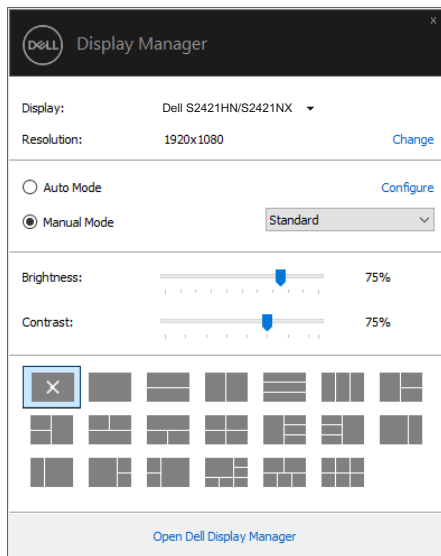 x
DELL Display Manager
Display: Dell S2421HN/S2421NX
Resolution: 1920x1080 Change
Auto Mode Configure
Manual Mode Standard
Brightness: 75%
Contrast: 75%
Open Dell Display Manager